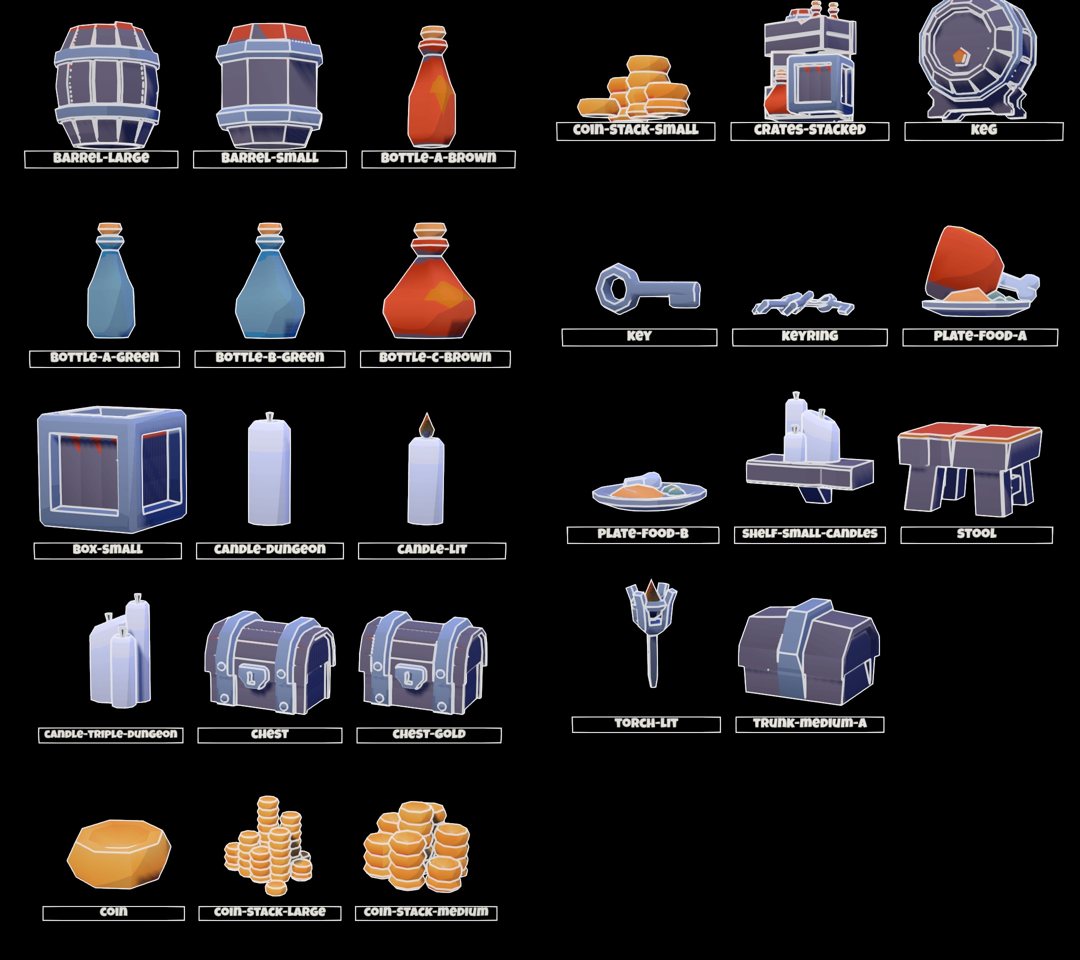 BARREL-LARGE
BARREL-SMALL
BOTTLE-A-BROWN
BOTTLE-A-GREEN
BOTTLE-B-GREEN
BOTTLE-C-BROWN
BOX-SMALL
CANDLE-DUNGEON
CANDLE-LIT
CANDLE-TRIPLE-DUNGEON
CHEST
CHEST-GOLD
COIN
COIN-STACK-LARGE
COIN-STACK-MEDIUM
COIN-STACK-SMALL
CRATES-STACKED
KEG
KEY
KEYRING
PLATE-FOOD-A
PLATE-FOOD-B
SHELF-SMALL-CANDLES
STOOL
TORCH-LIT
TRUNK-MEDIUM-A